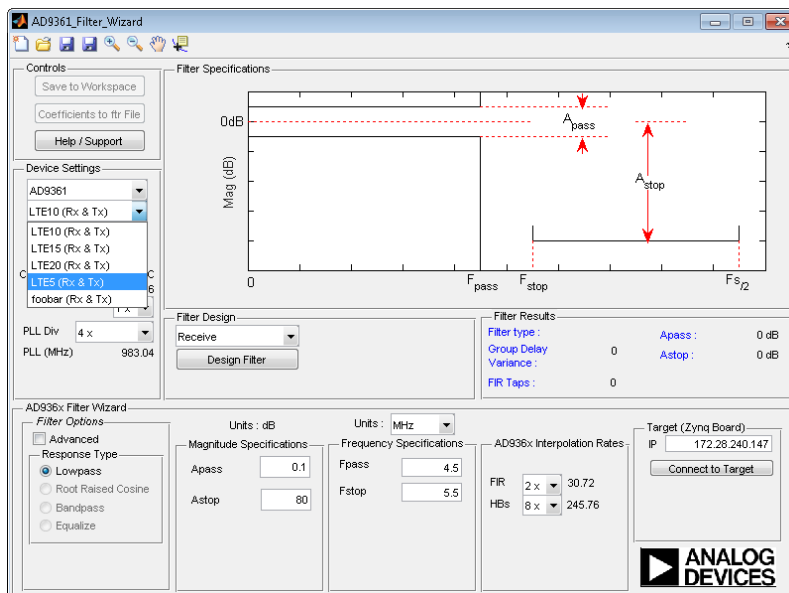 AD9361_Filter_Wizard
Controls
Save to Workspace
Coefficients to ftr File
Help / Support
Device Settings
AD9361
LTE10 (Rx & Tx)
LTE10 (Rx & Tx)
LTE15 (Rx & Tx)
LTE20 (Rx & Tx)
LTE5 (Rx & Tx)
foobar (Rx & Tx)
C
C
6
1 x
PLL Div
4 x
PLL (MHz)
983.04
Filter Specifications
0dB
Mag (dB)
A pass
A stop
0
F pass
F stop
Fs/2
Filter Design
Receive
Design Filter
Filter Results
Filter type :
Group Delay Variance :
0
FIR Taps :
0
Apass :
0 dB
Astop :
0 dB
AD936x Filter Wizard
Filter Options
Advanced
Response Type
Lowpass
Root Raised Cosine
Bandpass
Equalize
Units : dB
Magnitude Specifications
Apass
0.1
Astop
80
Units :
MHz
Frequency Specifications
Fpass
4.5
Fstop
5.5
AD936x Interpolation Rates
FIR
2 x
30.72
HBs
8 x
245.76
Target (Zynq Board)
IP
172.28.240.147
Connect to Target
ANALOG
DEVICES